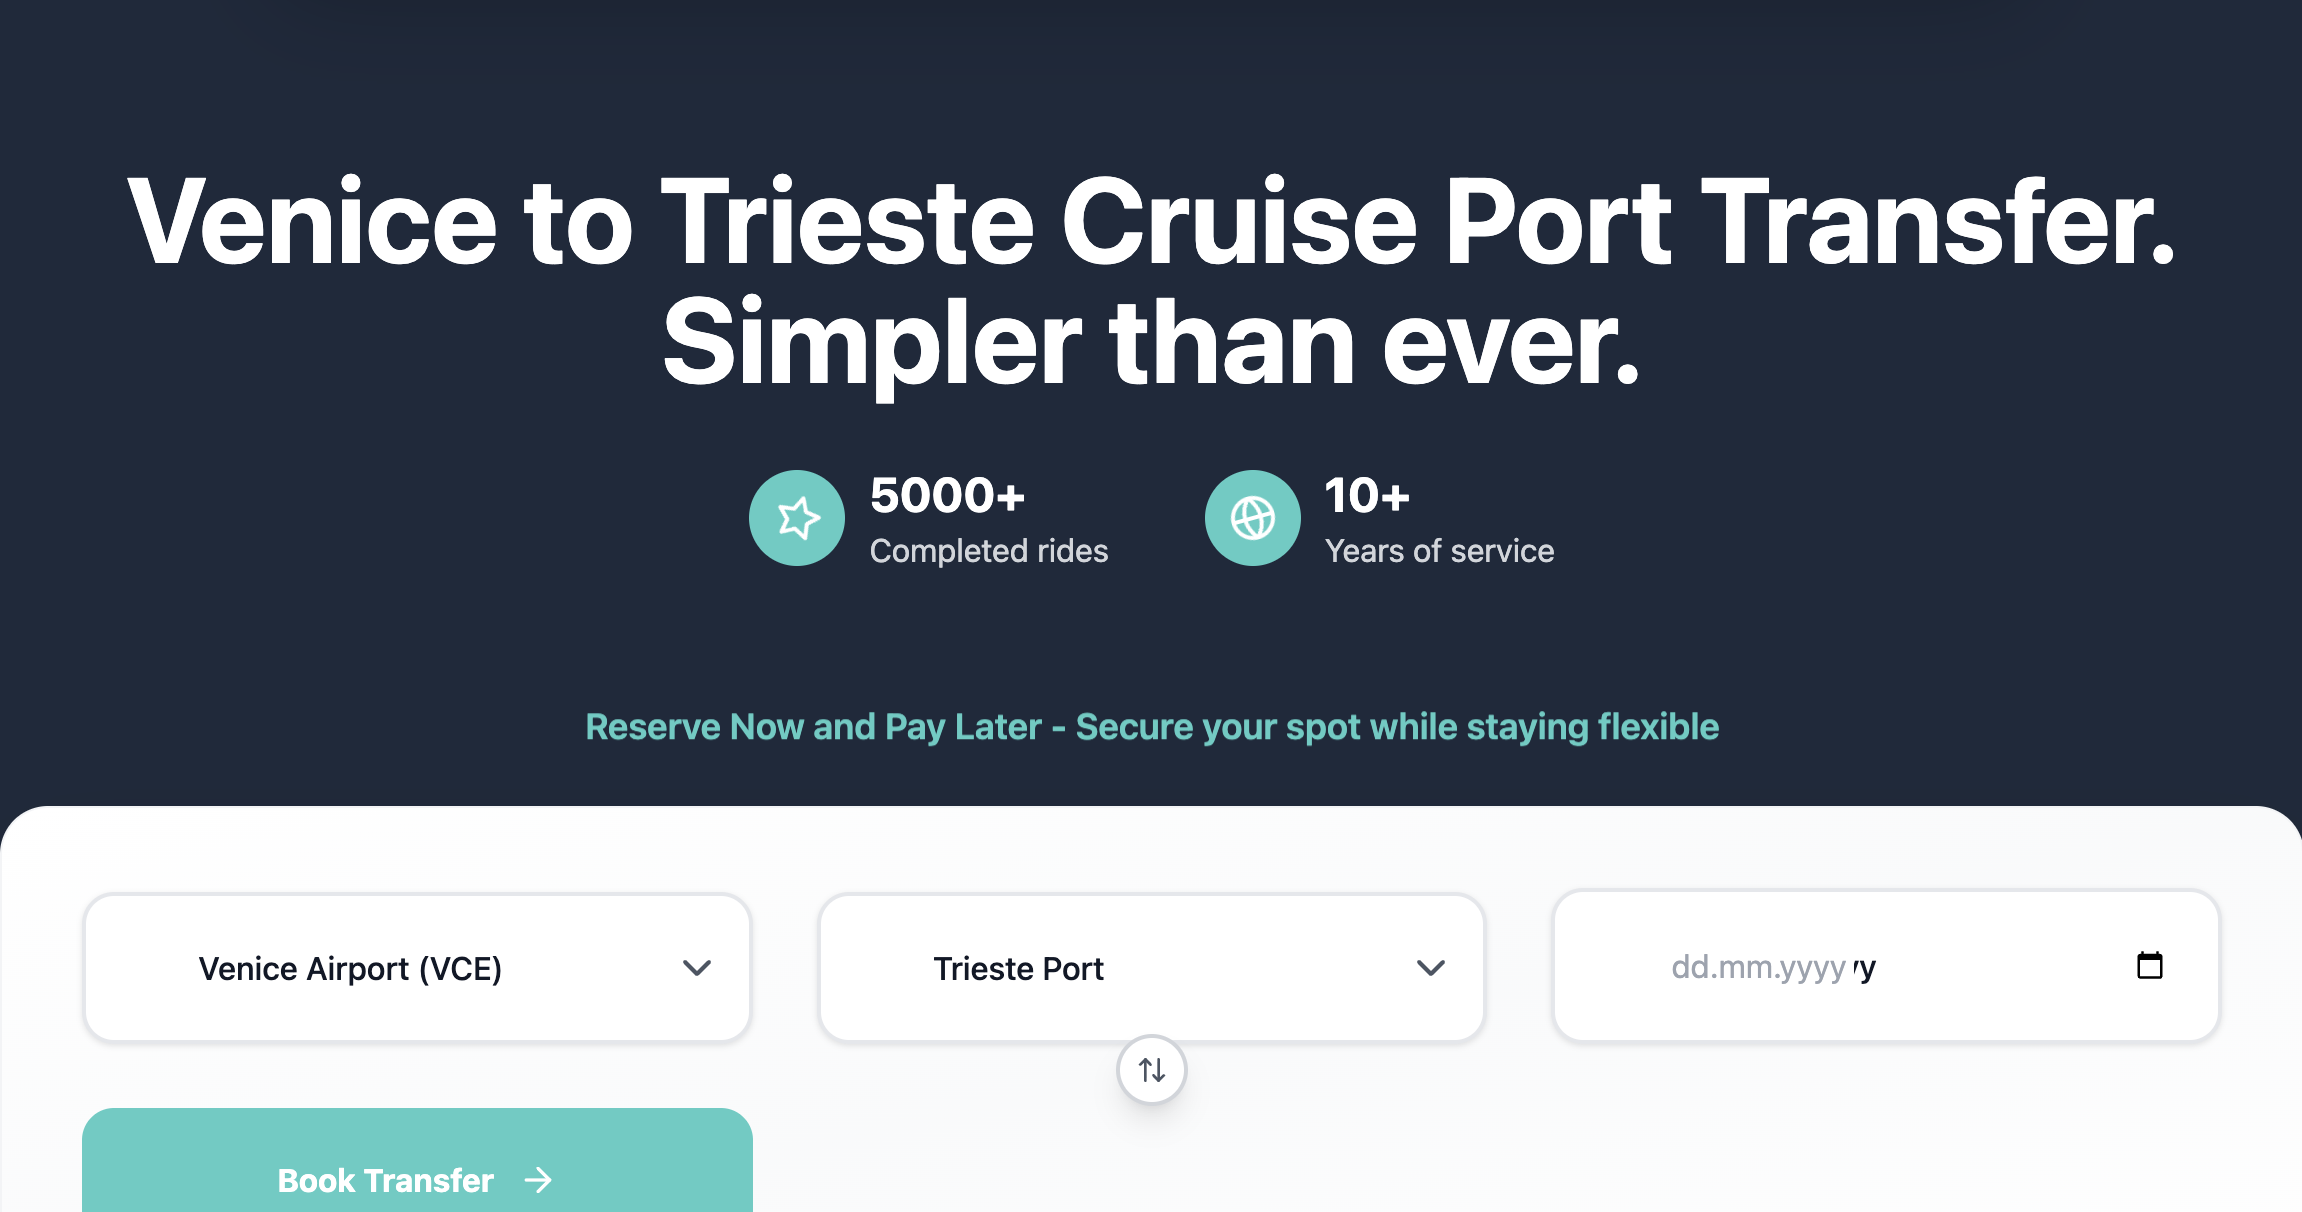 Venice to Trieste Cruise Port Transfer.
Simpler than ever.
5000+
Completed rides
10+
Years of service
Reserve Now and Pay Later - Secure your spot while staying flexible
Venice Airport (VCE)
Trieste Port
dd.mm.yyyy
Book Transfer